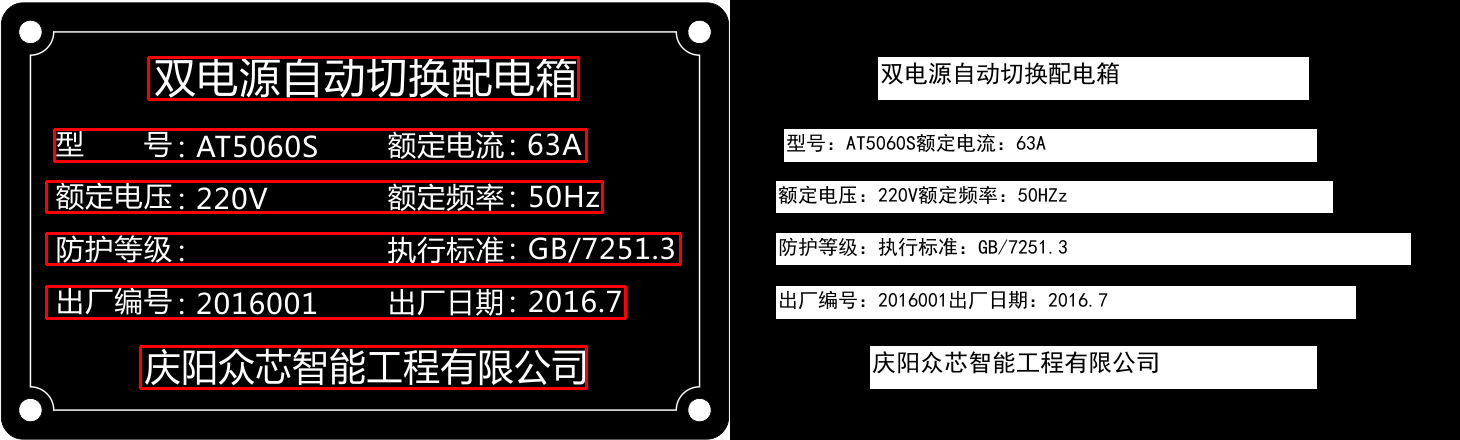 双电源自动切换配电箱
型 号: AT5060S 额定电流: 63A
额定电压: 220V 额定频率: 50Hz
防护等级: 执行标准: GB/7251.3
出厂编号: 2016001 出厂日期: 2016.7
庆阳众芯智能工程有限公司
双电源自动切换配电箱
型号: AT5060S额定电流: 63A
额定电压: 220V额定频率: 50HZz
防护等级: 执行标准: GB/7251.3
出厂编号: 2016001出厂日期: 2016.7
庆阳众芯智能工程有限公司